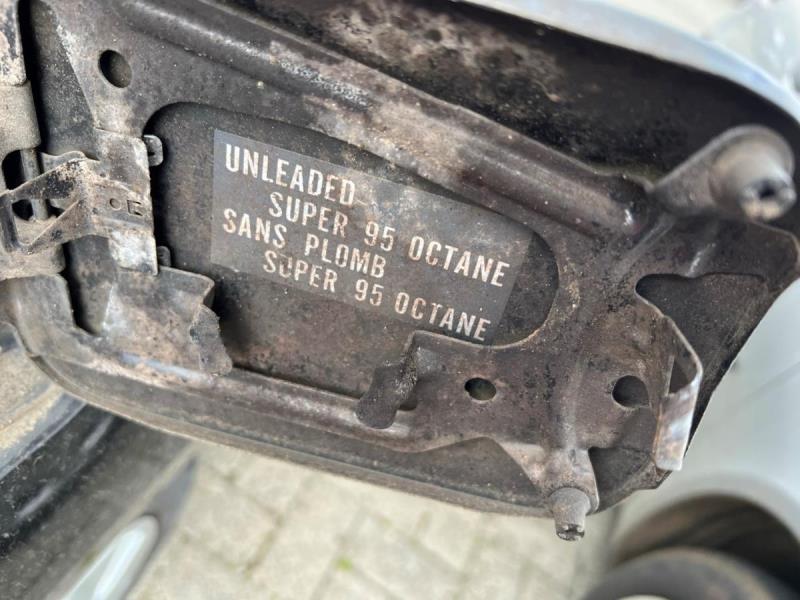 UNLEADED
SUPER 95 OCTANE
SANS PLOMB
SUPER 95 OCTANE